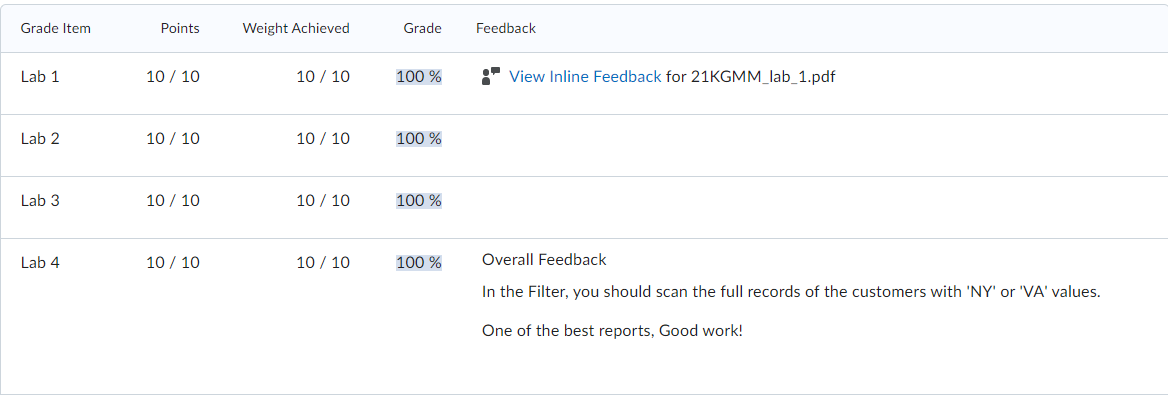 Grade Item Points Weight Achieved Grade Feedback
Lab 1 10 / 10 10 / 10 100 % View Inline Feedback for 21KGMM_lab_1.pdf
Lab 2 10 / 10 10 / 10 100 %
Lab 3 10 / 10 10 / 10 100 %
Lab 4 10 / 10 10 / 10 100 % Overall Feedback
In the Filter, you should scan the full records of the customers with 'NY' or 'VA' values.
One of the best reports, Good work!